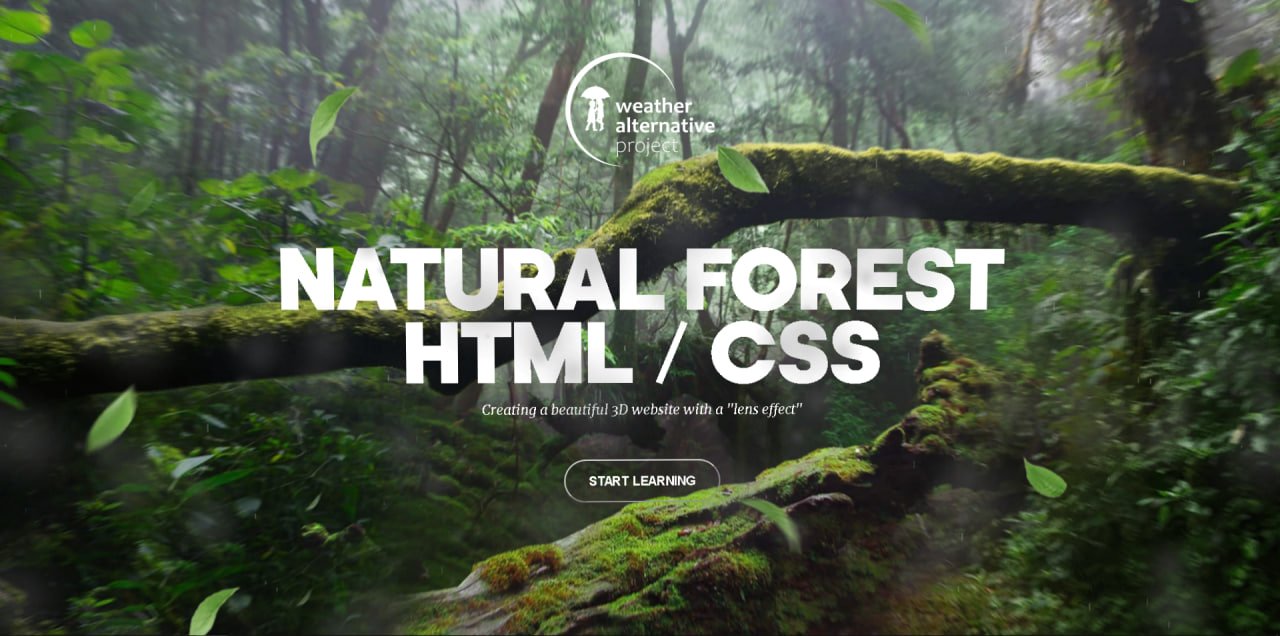 weather
alternative
project
NATURAL FOREST
HTML / CSS
Creating a beautiful 3D website with a "lens effect"
START LEARNING